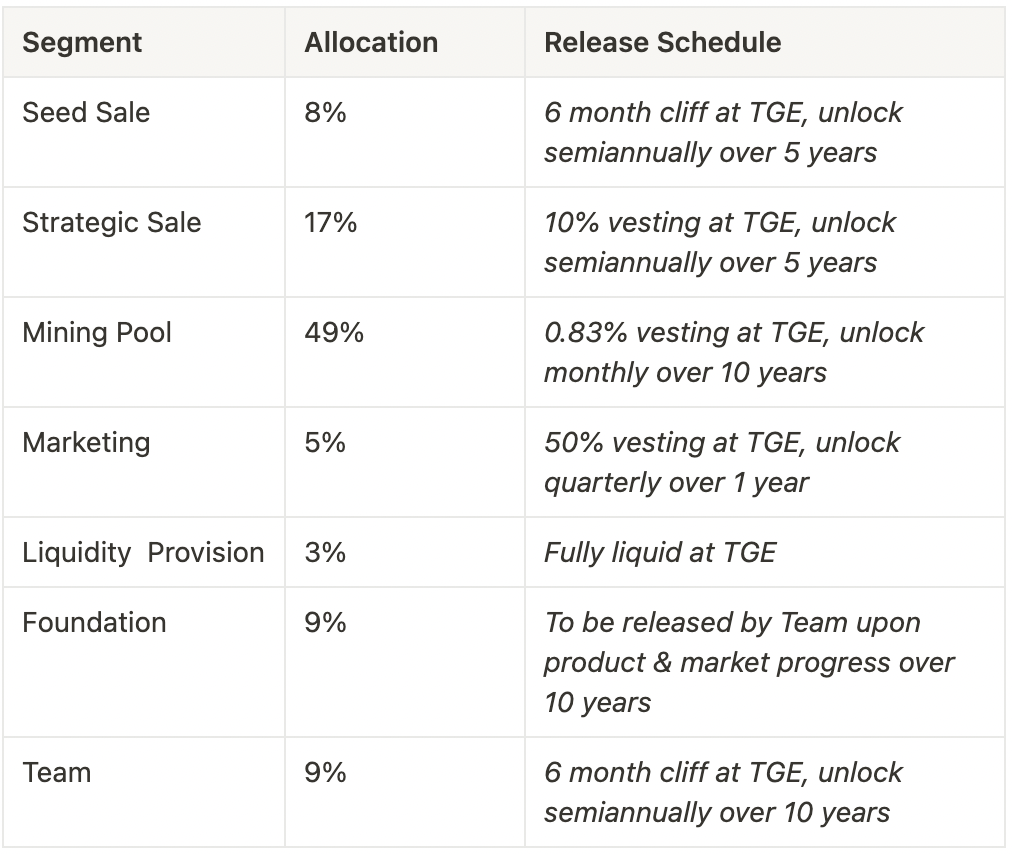 Segment Allocation Release Schedule
Seed Sale 8% 6 month cliff at TGE, unlock
semiannually over 5 years
Strategic Sale 17% 10% vesting at TGE, unlock
semiannually over 5 years
Mining Pool 49% 0.83% vesting at TGE, unlock
monthly over 10 years
Marketing 5% 50% vesting at TGE, unlock
quarterly over 1 year
Liquidity  Provision 3% Fully liquid at TGE
Foundation 9% To be released by Team upon
product & market progress over
10 years
Team 9% 6 month cliff at TGE, unlock
semiannually over 10 years